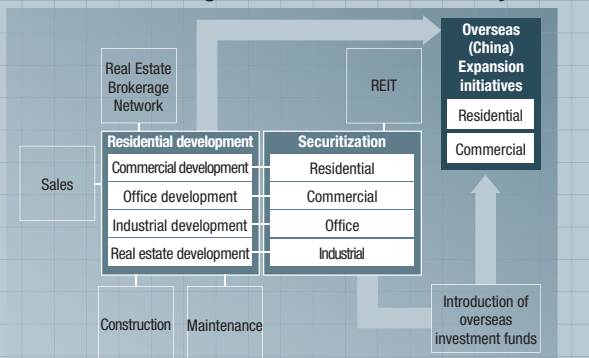 Overseas
(China)
Expansion
initiatives
Residential
Commercial
Real Estate
Brokerage
Network
REIT
Sales
Residential development
Commercial development
Office development
Industrial development
Real estate development
Securitization
Residential
Commercial
Office
Industrial
Construction
Maintenance
Introduction of
overseas
investment funds